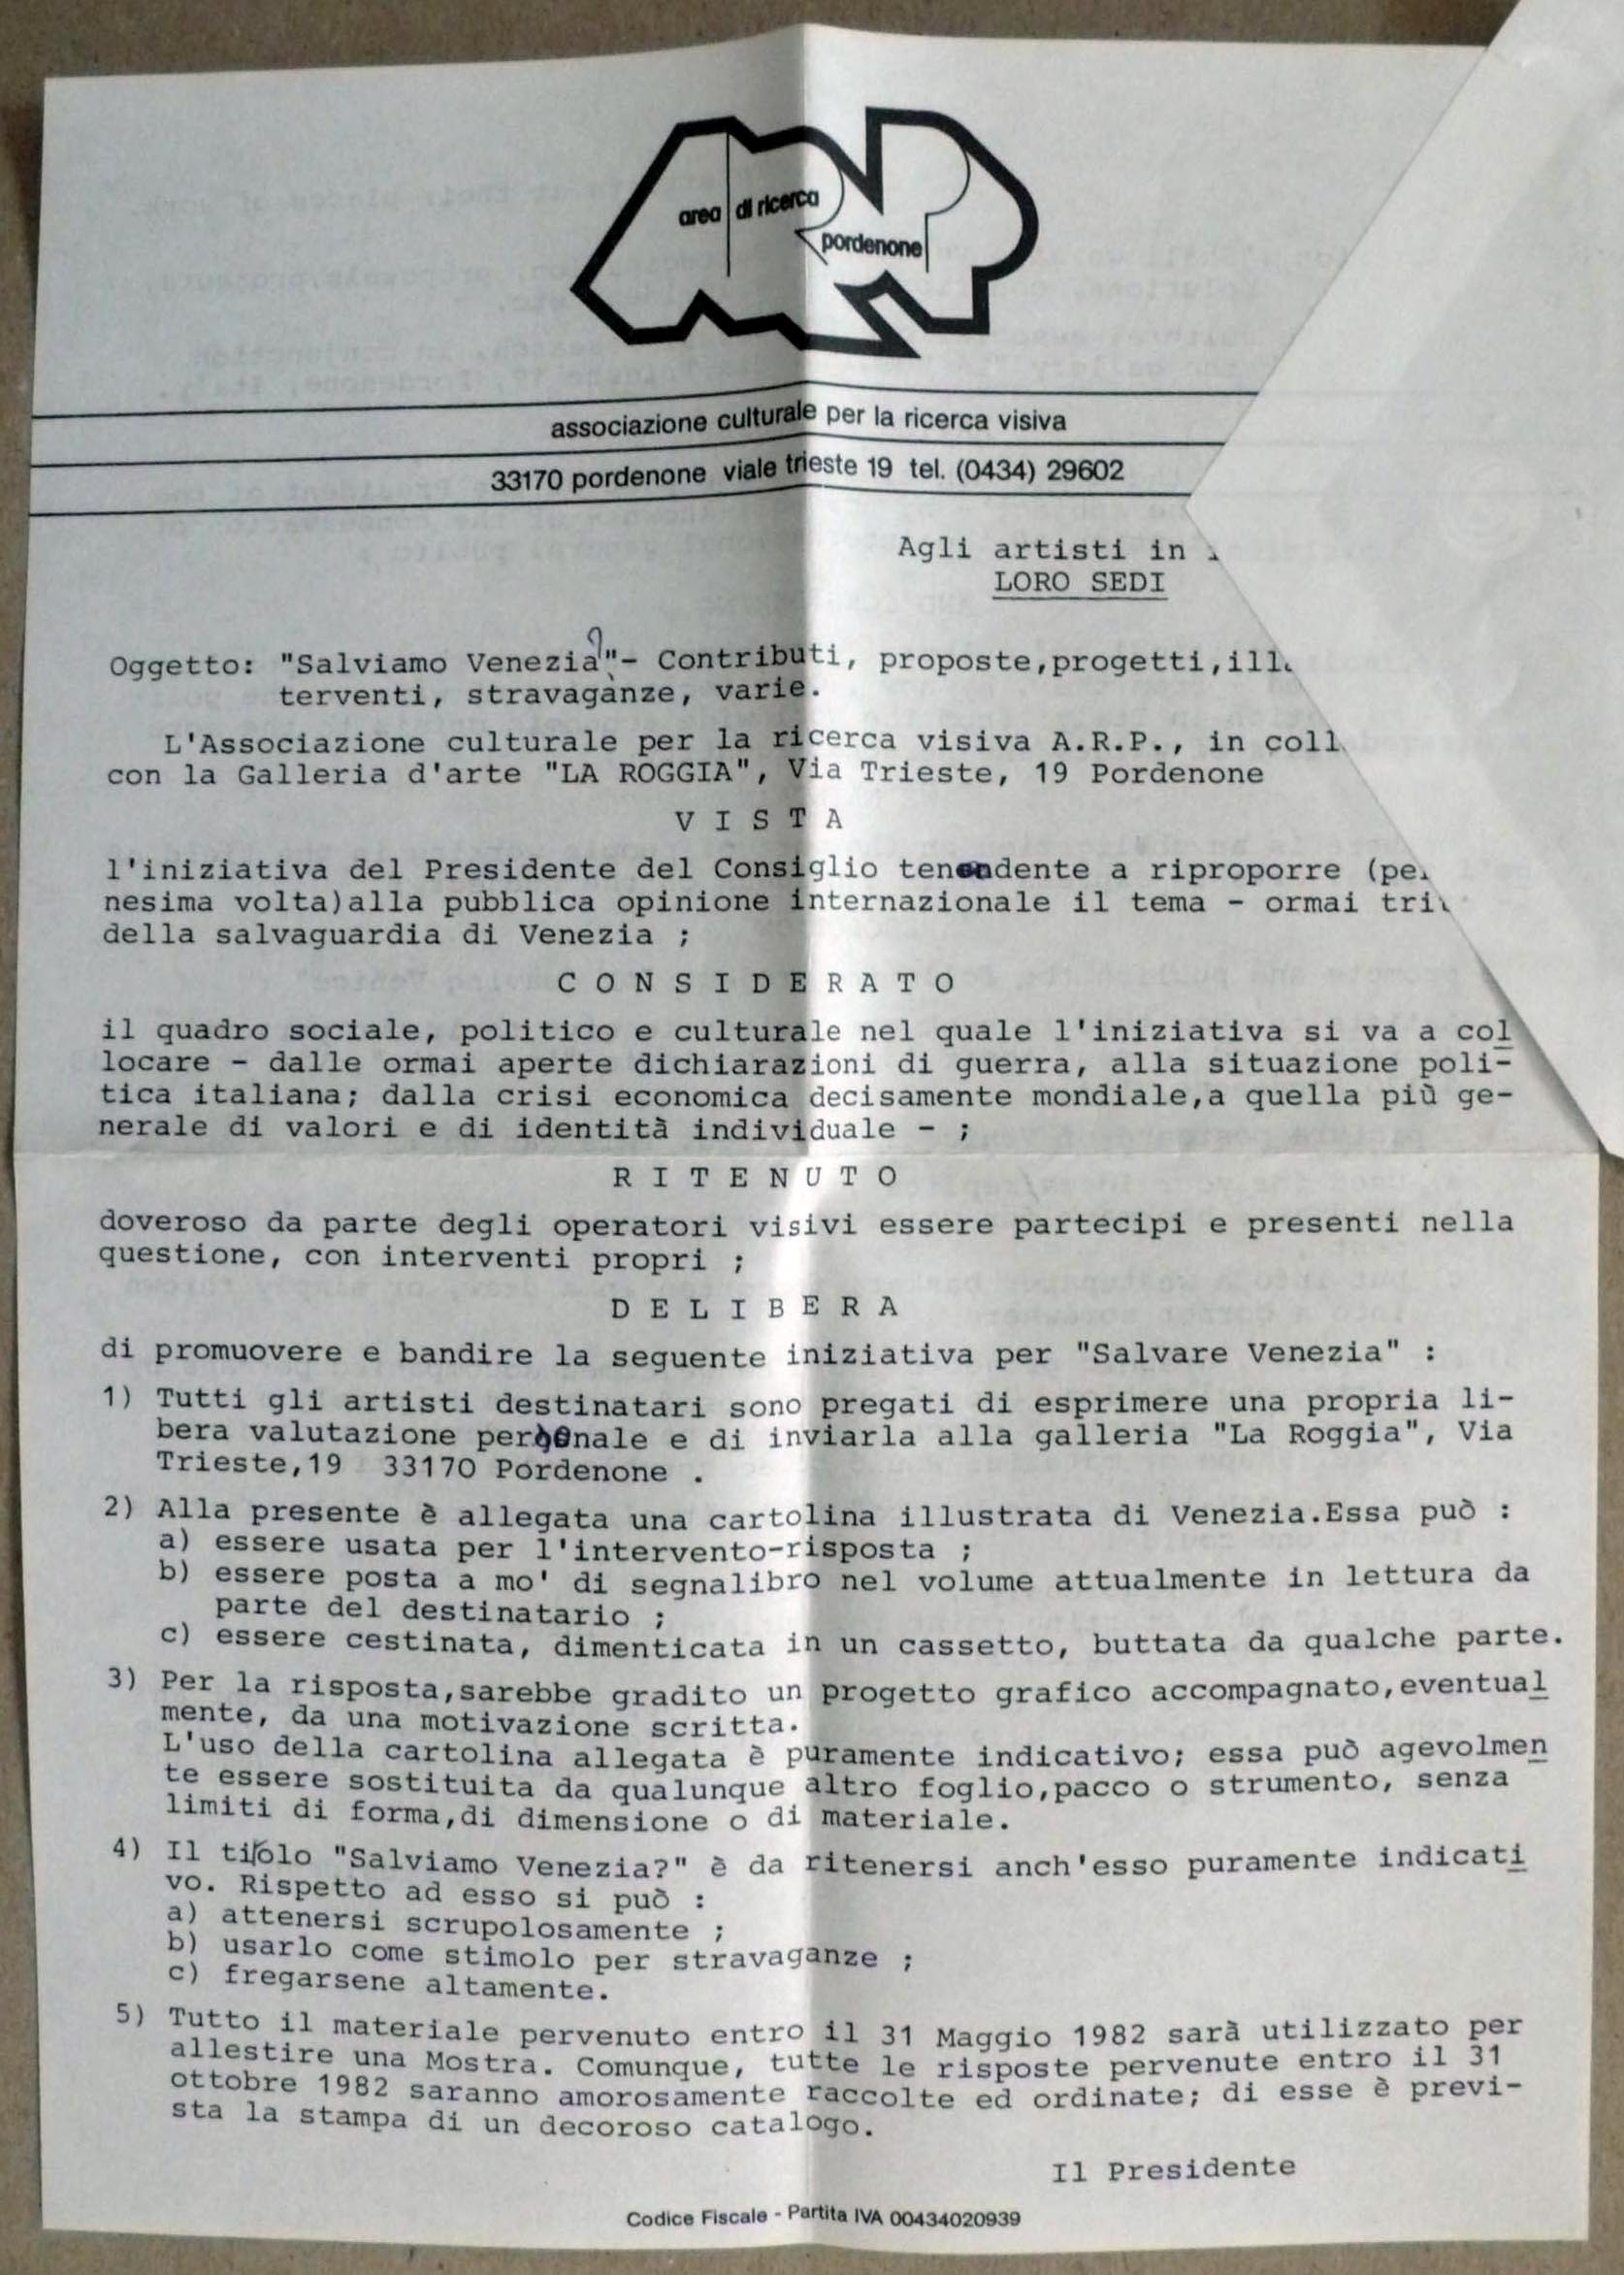 area di ricerca
pordenone
associazione culturale per la ricerca visiva
33170 pordenone viale trieste 19 tel. (0434) 29602
Agli artisti in
LORO SEDI
Oggetto: "Salviamo Venezia?"- Contributi, proposte,progetti,
terventi, stravaganze, varie.
L'Associazione culturale per la ricerca visiva A.R.P., in
con la Galleria d'arte "LA ROGGIA", Via Trieste, 19 Pordenone
V I S T A
l'iniziativa del Presidente del Consiglio a riproporre
nesima volta)alla pubblica opinione internazionale il tema - ormai
della salvaguardia di Venezia ;
C O N S I D E R A T O
il quadro sociale, politico e culturale nel quale l'iniziativa si va a col
locare - dalle ormai aperte dichiarazioni di guerra, alla situazione poli-
tica italiana; dalla crisi economica decisamente mondiale,a quella più ge-
nerale di valori e di identità individuale - ;
R I T E N U T O
doveroso da parte degli operatori visivi essere partecipi e presenti nella
questione, con interventi propri ;
D E L I B E R A
di promuovere e bandire la seguente iniziativa per "Salvare Venezia" :
1) Tutti gli artisti destinatari sono pregati di esprimere una propria li-
bera valutazione personale e di inviarla alla galleria "La Roggia", Via
Trieste,19 33170 Pordenone .
2) Alla presente è allegata una cartolina illustrata di Venezia.Essa può :
a) essere usata per l'intervento-risposta ;
b) essere posta a mo' di segnalibro nel volume attualmente in lettura da
parte del destinatario ;
c) essere cestinata, dimenticata in un cassetto, buttata da qualche parte.
3) Per la risposta,sarebbe gradito un progetto grafico accompagnato,eventual
mente, da una motivazione scritta.
L'uso della cartolina allegata è puramente indicativo; essa può agevolmen
te essere sostituita da qualunque altro foglio,pacco o strumento, senza
limiti di forma,di dimensione o di materiale.
4) Il titolo "Salviamo Venezia?" è da ritenersi anch'esso puramente indicati
vo. Rispetto ad esso si può :
a) attenersi scrupolosamente ;
b) usarlo come stimolo per stravaganze ;
c) fregarsene altamente.
5) Tutto il materiale pervenuto entro il 31 Maggio 1982 sarà utilizzato per
allestire una Mostra. Comunque, tutte le risposte pervenute entro il 31
ottobre 1982 saranno amorosamente raccolte ed ordinate; di esse è previ-
sta la stampa di un decoroso catalogo.
Il Presidente
Codice Fiscale - Partita IVA 00434020939